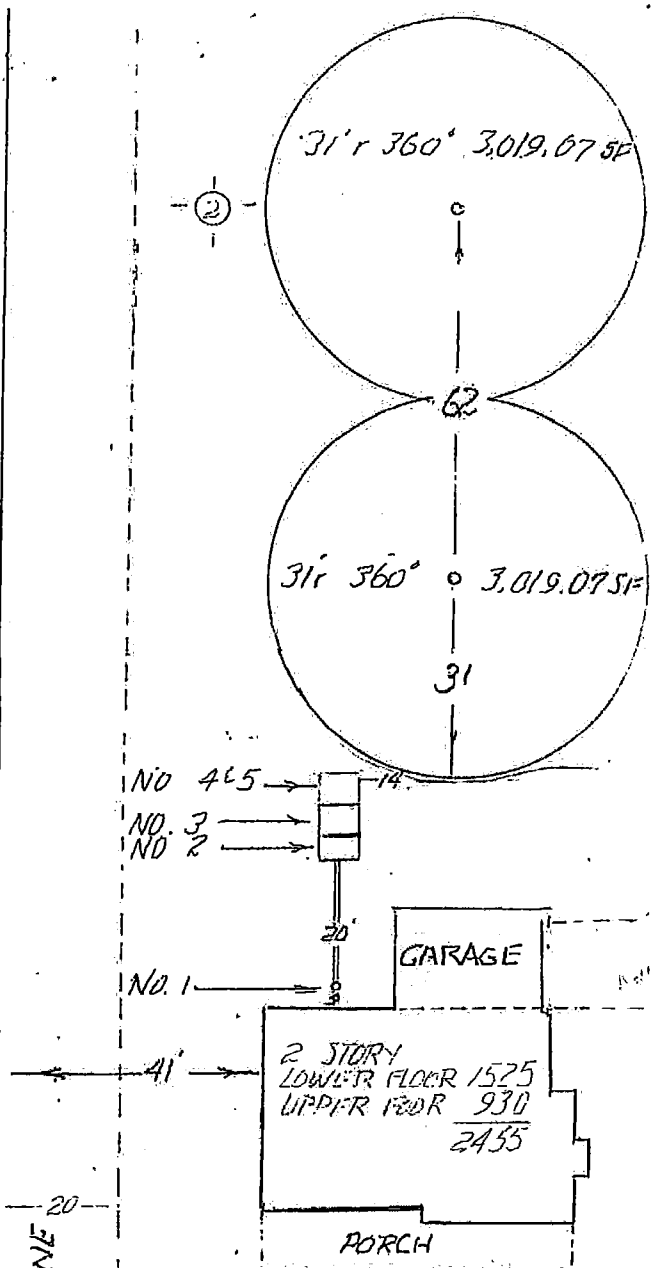 31' r 360° 3,019.07 SF
2
62
31' r 360° 3,019.07 SF
31
NO 4 & 5
14'
NO. 3
NO 2
20'
GARAGE
NO. 1
41'
2 STORY
LOWER FLOOR 1525
UPPER FLOOR 930
2455
20
PORCH
NE